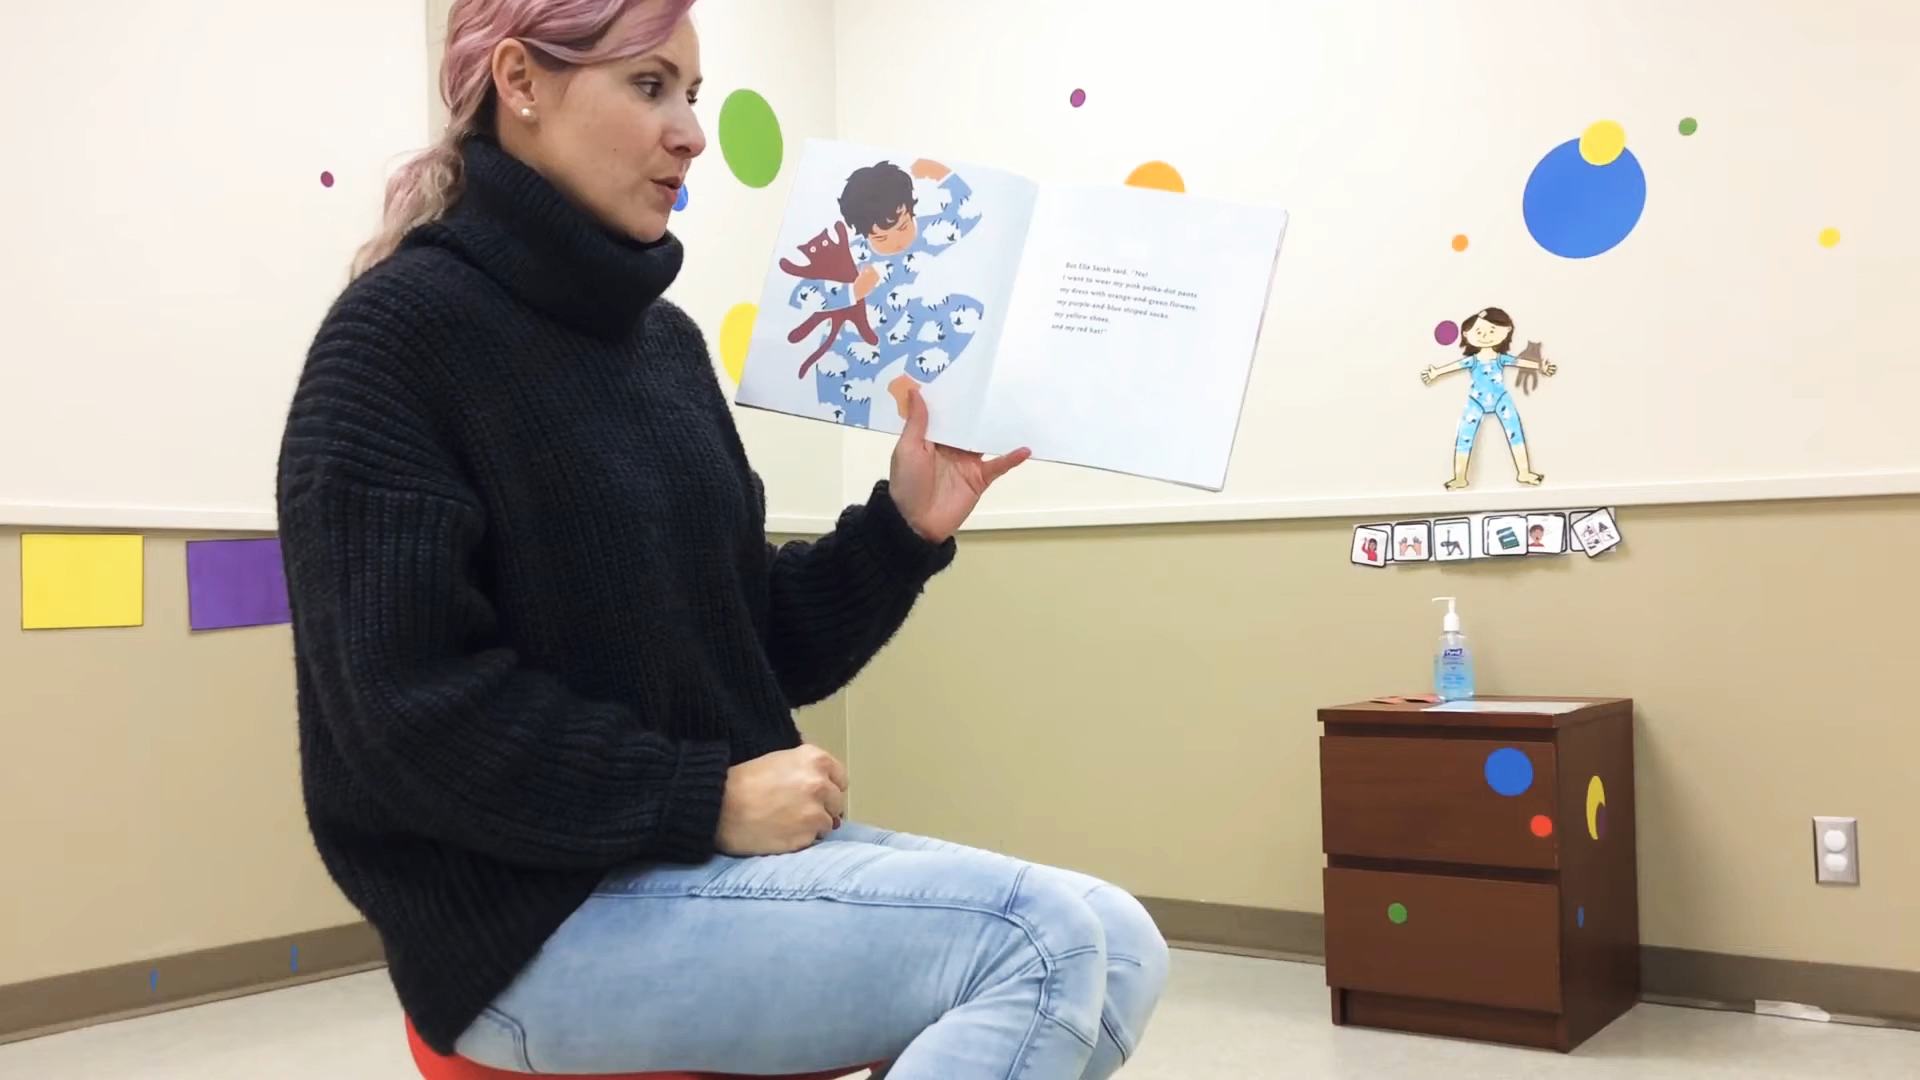 But Ella Sarah said, "No!
I want to wear my pink polka-dot pants
my dress with orange-and-green flowers,
my purple-and-blue striped socks,
my yellow shoes,
and my red hat!"
Purell